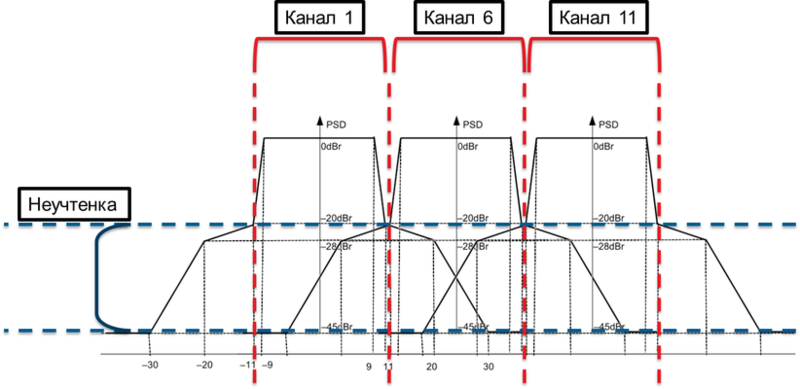 Канал 1
Канал 6
Канал 11
PSD
PSD
PSD
0dBr
0dBr
0dBr
Неучтенка
–20dBr
–20dBr
–20dBr
–28dBr
–28dBr
–28dBr
–45dBr
–45dBr
–45dBr
–30
–20
–11
–9
9
11
20
30